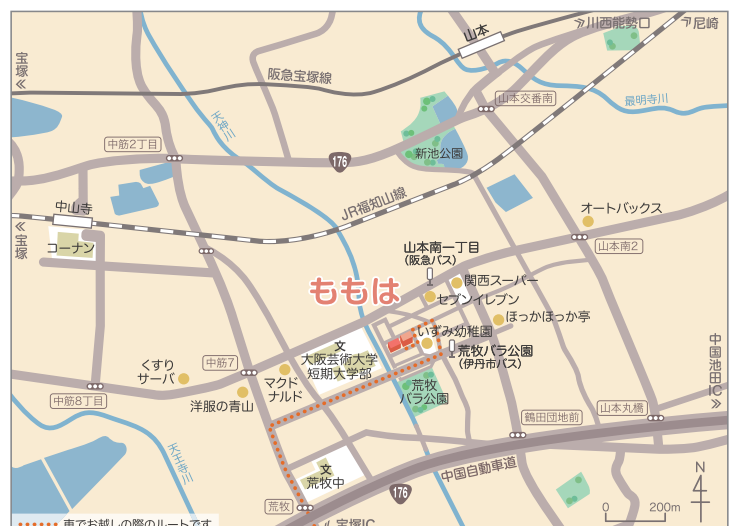 山本
川西能勢口
尼崎
宝塚
阪急宝塚線
山本交番南
最明寺川
天神川
中筋2丁目
176
新池公園
中山寺
JR福知山線
オートバックス
宝塚
コーナン
山本南一丁目
(阪急バス)
山本南2
関西スーパー
ももは
セブンイレブン
ほっかほっか亭
いずみ幼稚園
文
大阪芸術大学
短期大学部
荒牧バラ公園
(伊丹市バス)
中国池田IC
くすり
サーバ
中筋7
マクド
ナルド
荒牧
バラ公園
中筋8丁目
洋服の青山
鶴田団地前
山本丸橋
天王寺川
中国自動車道
文
荒牧中
176
N
荒牧
0 200m
車でお越しの際のルートです
宝塚IC